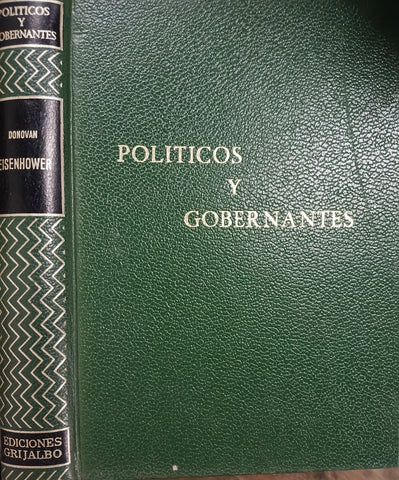 POLITICOS
Y
GOBERNANTES
DONOVAN
EISENHOWER
EDICIONES
GRIJALBO
POLITICOS
Y
GOBERNANTES